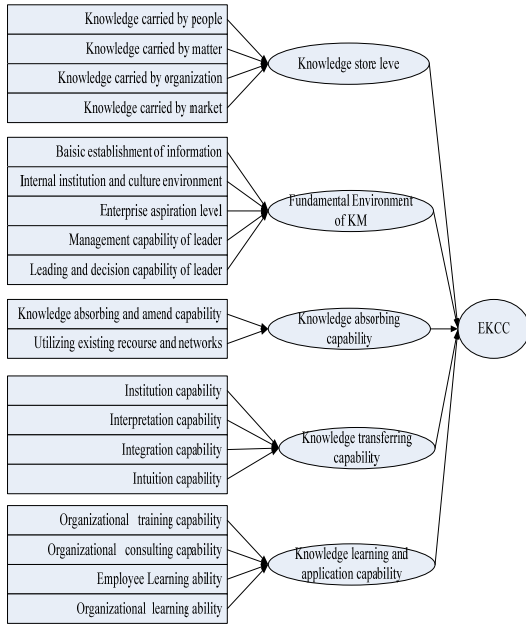 Knowledge carried by people
Knowledge carried by matter
Knowledge carried by organization
Knowledge carried by market
Knowledge store leve
Baisic establishment of information
Internal institution and culture environment
Enterprise aspiration level
Management capability of leader
Leading and decision capability of leader
Fundamental Environment
of KM
Knowledge absorbing and amend capability
Utilizing existing recourse and networks
Knowledge absorbing
capability
Institution capability
Interpretation capability
Integration capability
Intuition capability
Knowledge transferring
capability
Organizational training capability
Organizational consulting capability
Employee Learning ability
Organizational learning ability
Knowledge learning and
application capability
EKCC